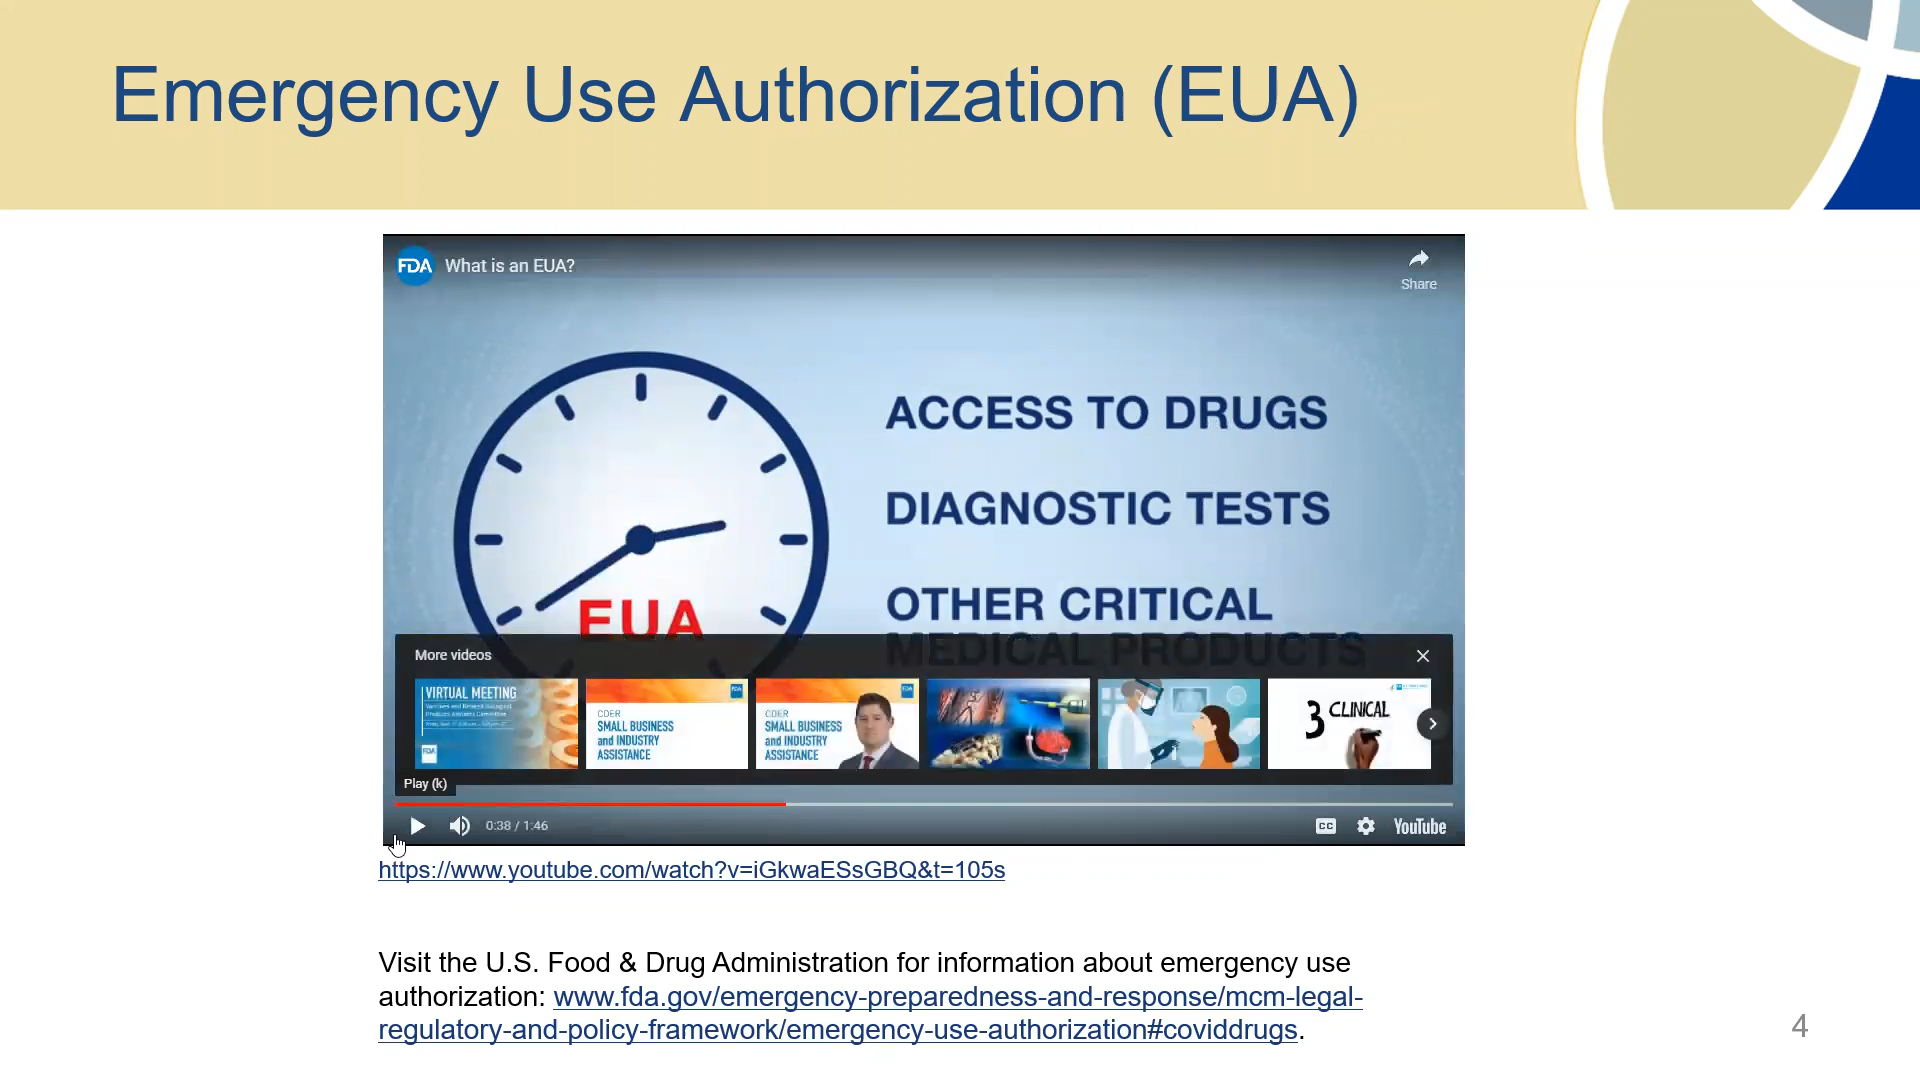 Emergency Use Authorization (EUA)
FDA What is an EUA?
Share
ACCESS TO DRUGS
DIAGNOSTIC TESTS
OTHER CRITICAL
MEDICAL PRODUCTS
EUA
More videos
VIRTUAL MEETING
FDA
FDA
CDER
SMALL BUSINESS
and INDUSTRY
ASSISTANCE
FDA
CDER
SMALL BUSINESS
and INDUSTRY
ASSISTANCE
3 CLINICAL
Play (k)
0:38 / 1:46
CC
YouTube
https://www.youtube.com/watch?v=iGkwaESsGBQ&t=105s
Visit the U.S. Food & Drug Administration for information about emergency use
authorization: www.fda.gov/emergency-preparedness-and-response/mcm-legal-
regulatory-and-policy-framework/emergency-use-authorization#coviddrugs.
4